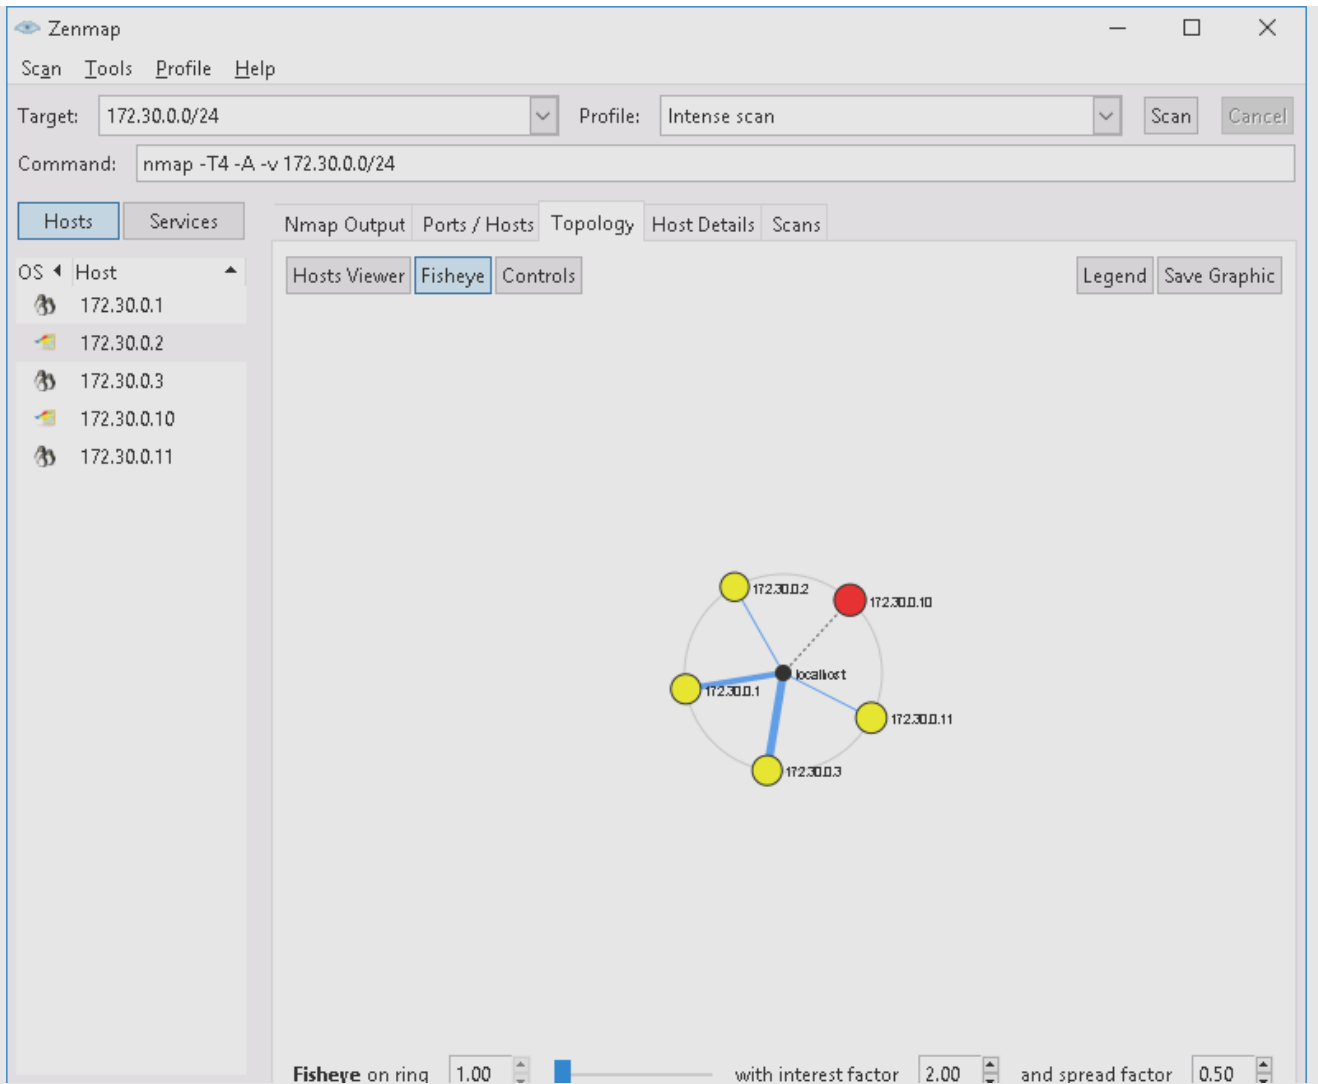 Zenmap
Scan Tools Profile Help
Target: 172.30.0.0/24 Profile: Intense scan Scan Cancel
Command: nmap -T4 -A -v 172.30.0.0/24
Hosts Services
Nmap Output Ports / Hosts Topology Host Details Scans
OS Host
172.30.0.1
172.30.0.2
172.30.0.3
172.30.0.10
172.30.0.11
Hosts Viewer Fisheye Controls Legend Save Graphic
172.30.0.2
172.30.0.10
localhost
172.30.0.1
172.30.0.11
172.30.0.3
Fisheye on ring 1.00 with interest factor 2.00 and spread factor 0.50